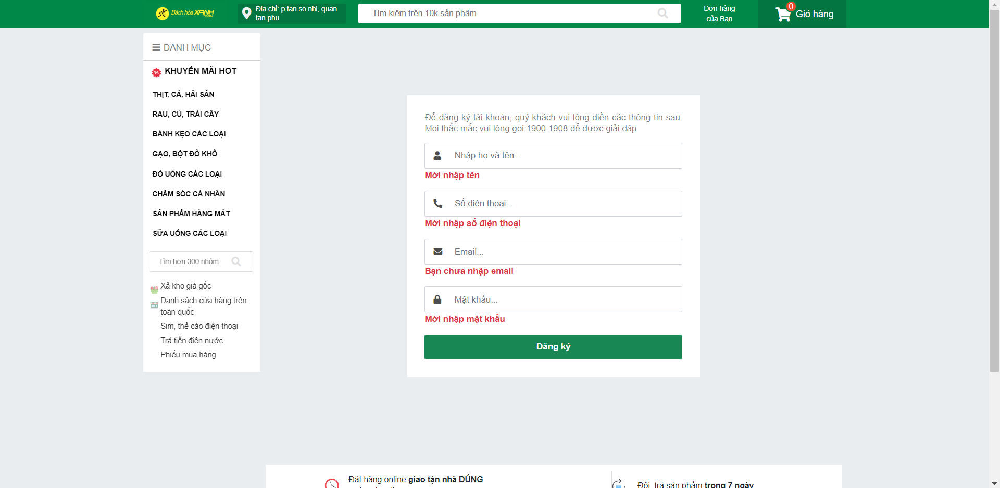 Bách hóa XANH
.COM
Địa chỉ: p.tan so nhi, quan
tan phu
Tìm kiếm trên 10k sản phẩm
Đơn hàng
của Bạn
0
Giỏ hàng
DANH MỤC
% KHUYẾN MÃI HOT
THỊT, CÁ, HẢI SẢN
RAU, CỦ, TRÁI CÂY
BÁNH KẸO CÁC LOẠI
GẠO, BỘT ĐỒ KHÔ
ĐỒ UỐNG CÁC LOẠI
CHĂM SÓC CÁ NHÂN
SẢN PHẨM HÀNG MÁT
SỮA UỐNG CÁC LOẠI
Tìm hơn 300 nhóm
Xả kho giá gốc
Danh sách cửa hàng trên
toàn quốc
Sim, thẻ cào điện thoại
Trả tiền điện nước
Phiếu mua hàng
Để đăng ký tài khoản, quý khách vui lòng điền các thông tin sau.
Mọi thắc mắc vui lòng gọi 1900.1908 để được giải đáp
Nhập họ và tên...
Mời nhập tên
Số điện thoại...
Mời nhập số điện thoại
Email...
Bạn chưa nhập email
Mật khẩu...
Mời nhập mật khẩu
Đăng ký
Đặt hàng online giao tận nhà ĐÚNG
Đổi, trả sản phẩm trong 7 ngày